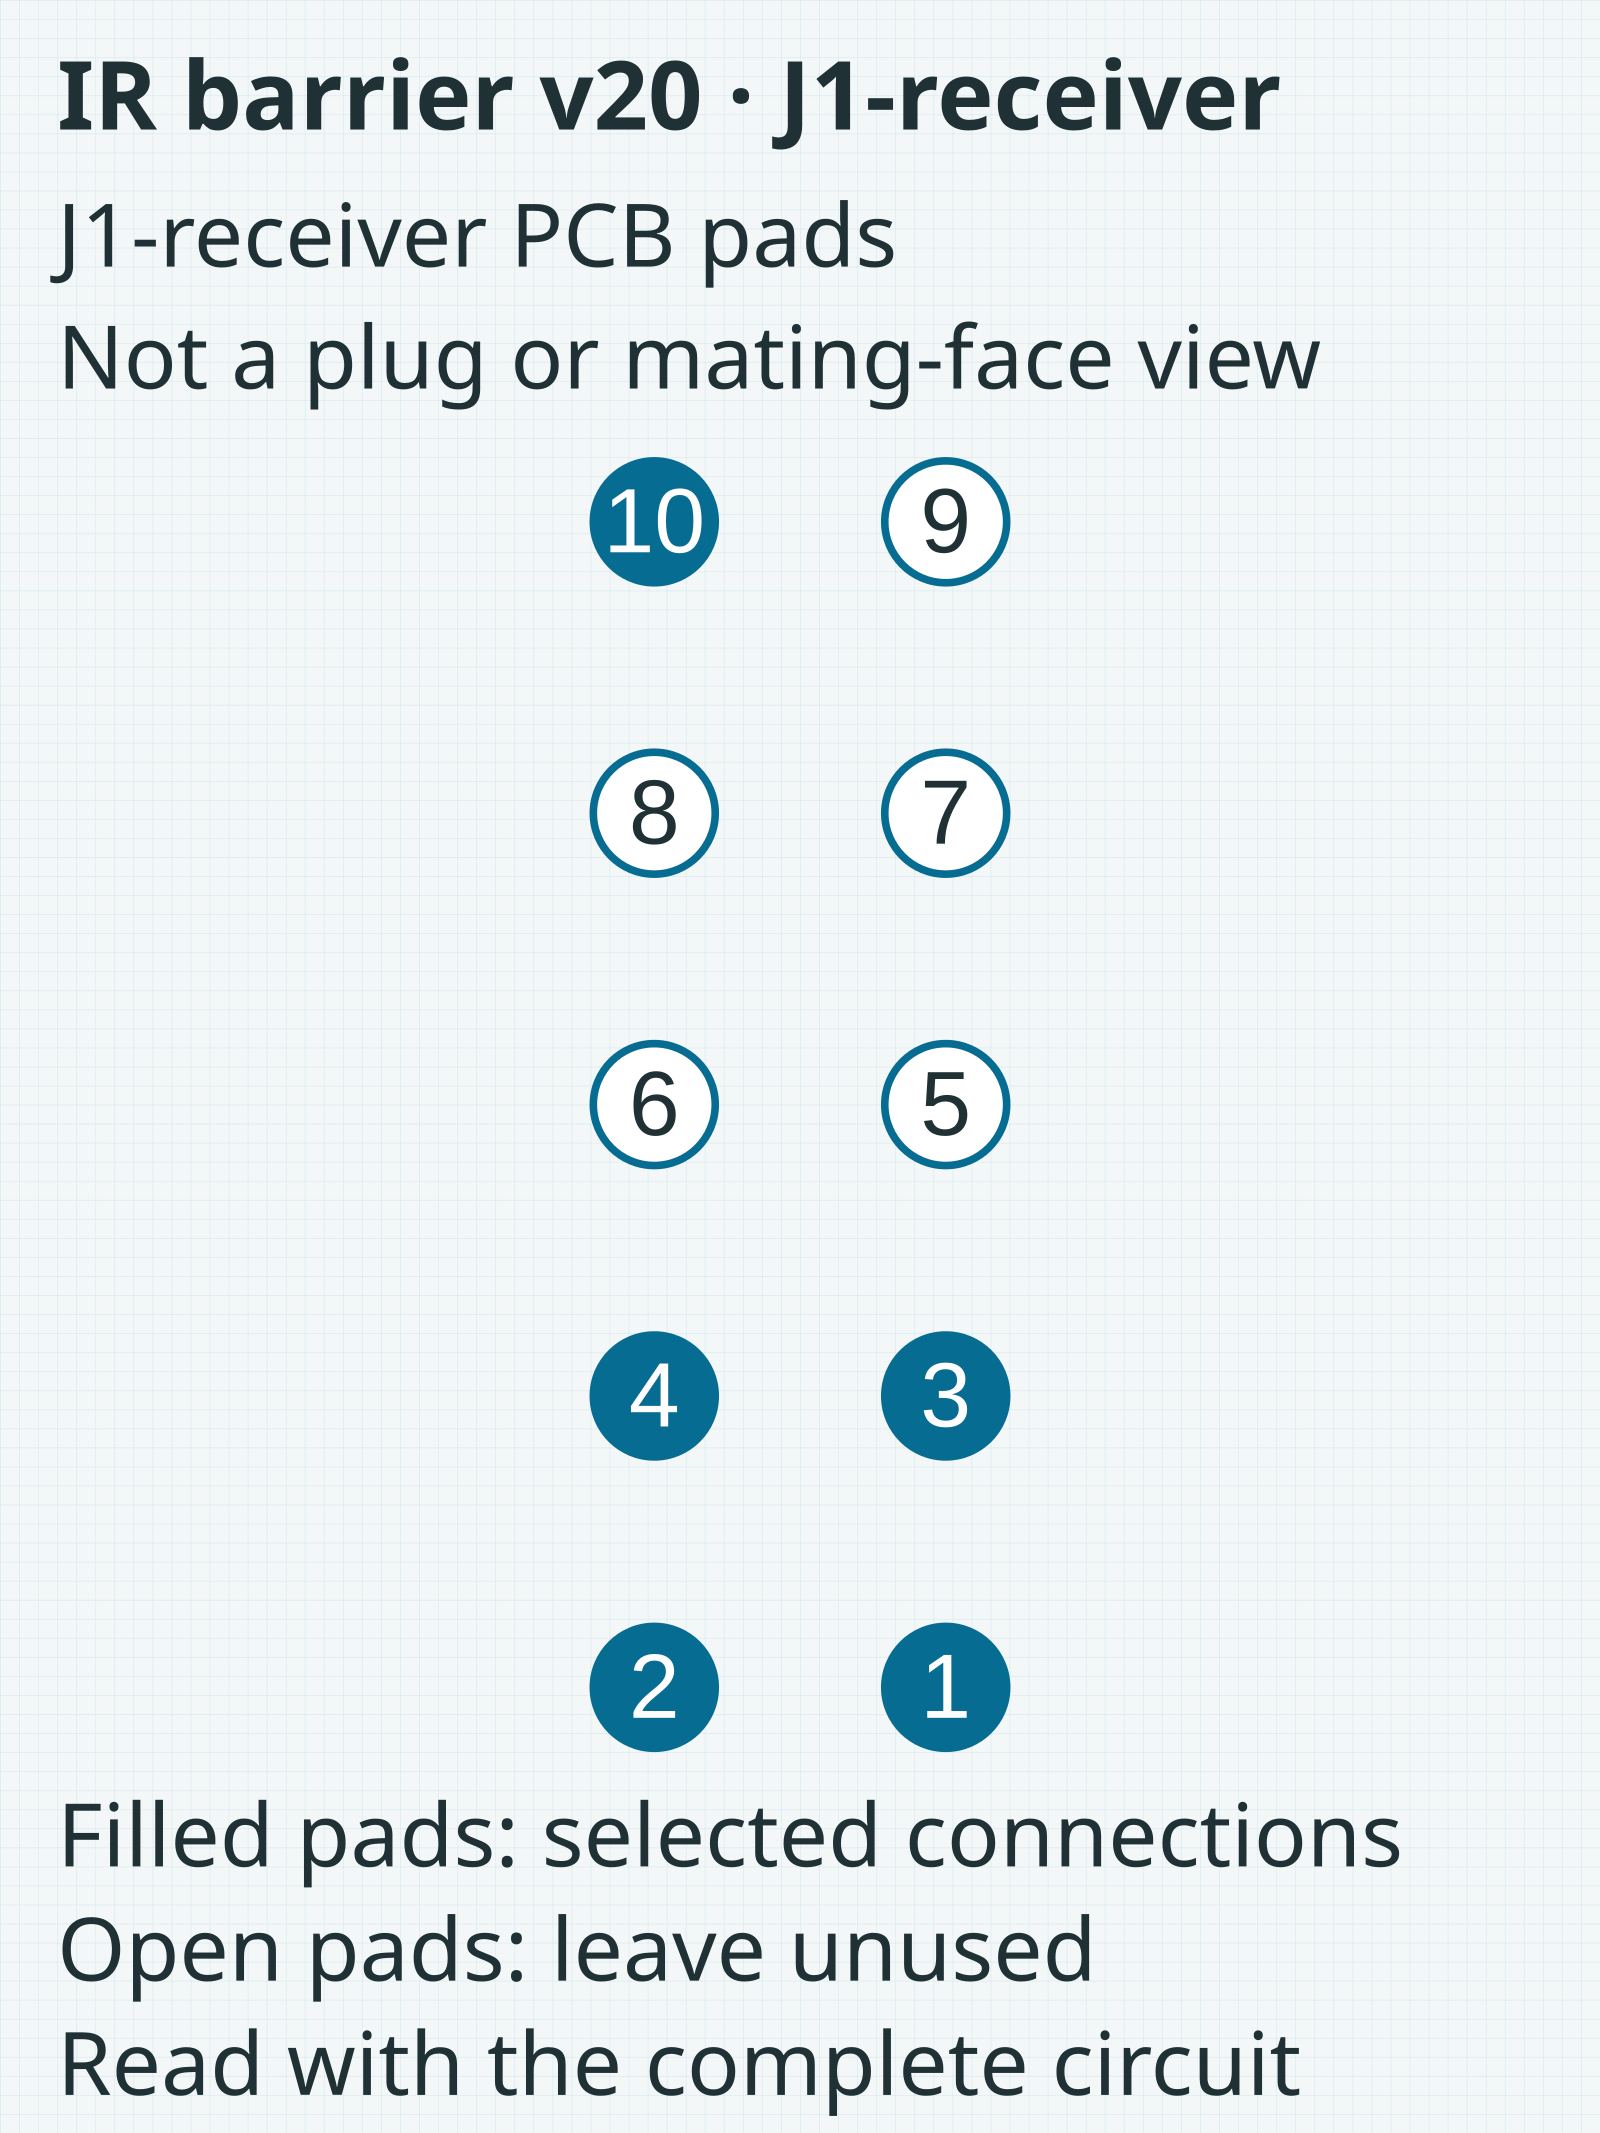 IR barrier v20 · J1-receiver
J1-receiver PCB pads
Not a plug or mating-face view
10 9
8 7
6 5
4 3
2 1
Filled pads: selected connections
Open pads: leave unused
Read with the complete circuit